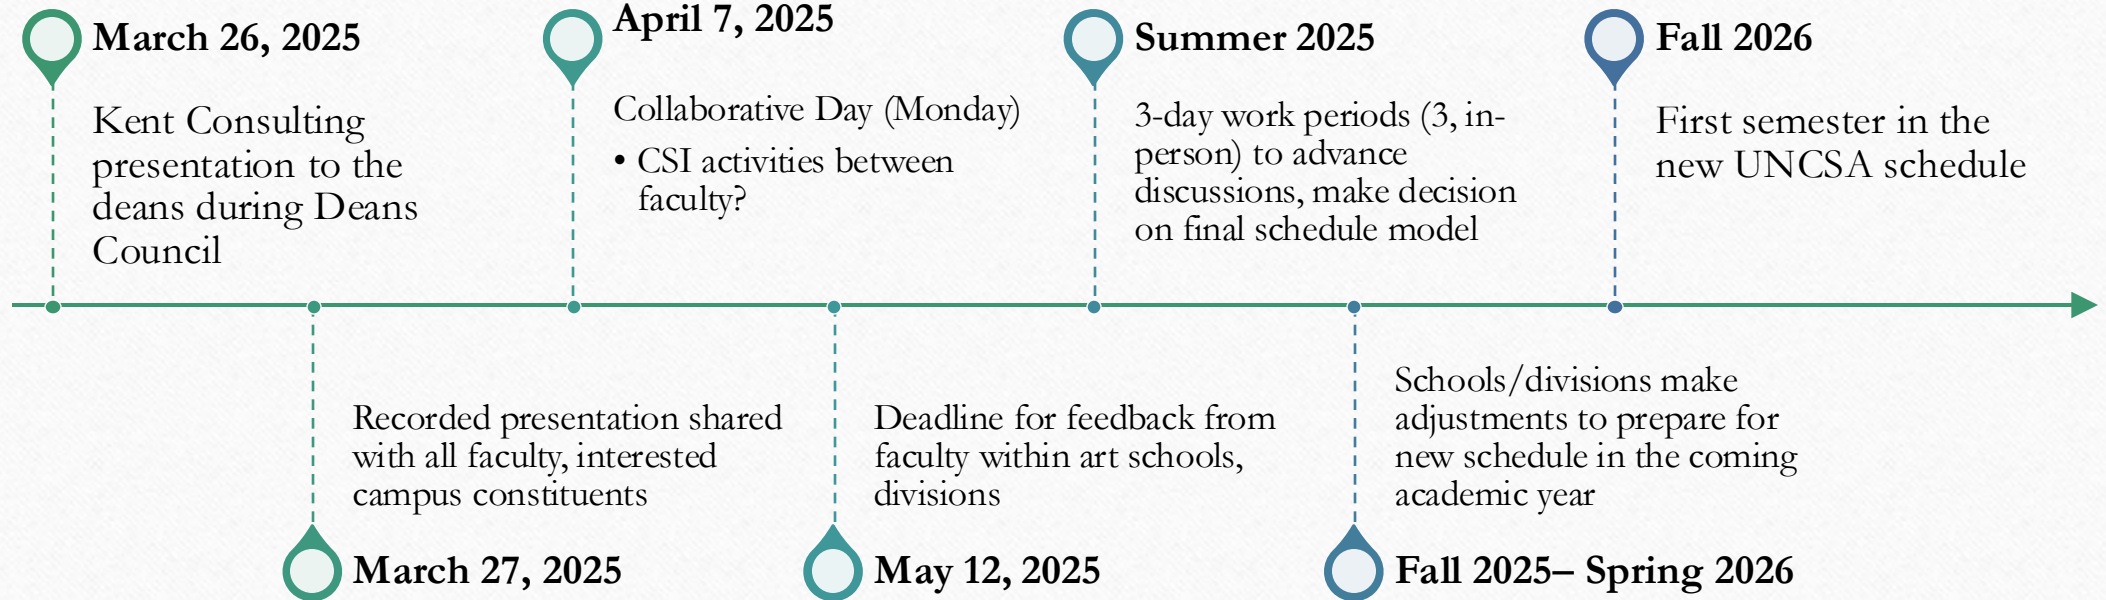 March 26, 2025
Kent Consulting
presentation to the
deans during Deans
Council
April 7, 2025
Collaborative Day (Monday)
• CSI activities between
faculty?
Summer 2025
3-day work periods (3, in-
person) to advance
discussions, make decision
on final schedule model
Fall 2026
First semester in the
new UNCSA schedule
Recorded presentation shared
with all faculty, interested
campus constituents
March 27, 2025
Deadline for feedback from
faculty within art schools,
divisions
May 12, 2025
Schools/divisions make
adjustments to prepare for
new schedule in the coming
academic year
Fall 2025– Spring 2026